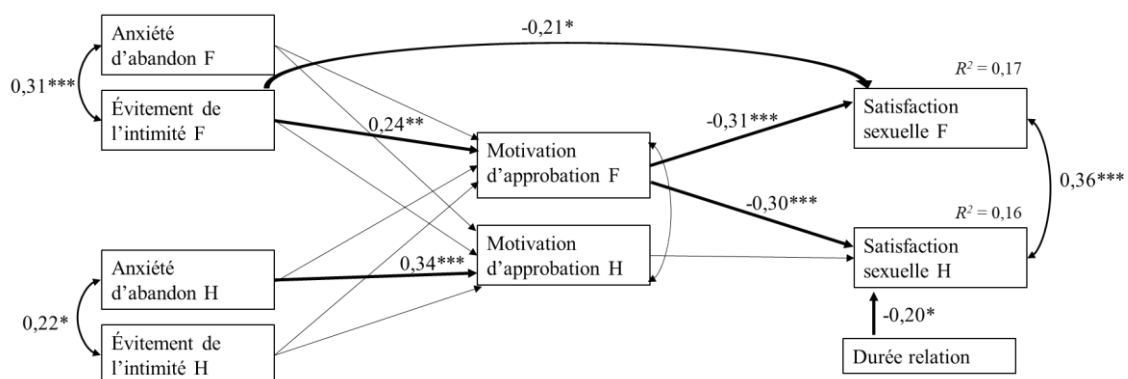 Anxiété
d'abandon F
0,31***
Évitement de
l'intimité F
-0,21*
0,24**
Motivation
d'approbation F
-0,31***
R² = 0,17
Satisfaction
sexuelle F
-0,30***
0,36***
Anxiété
d'abandon H
0,34***
Motivation
d'approbation H
R² = 0,16
Satisfaction
sexuelle H
0,22*
Évitement de
l'intimité H
-0,20*
Durée relation